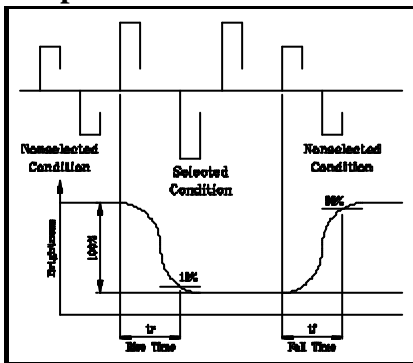 Nonselected
Condition
Selected
Condition
Nonselected
Condition
Brightness
100%
10%
90%
tr
Rise Time
tf
Fall Time